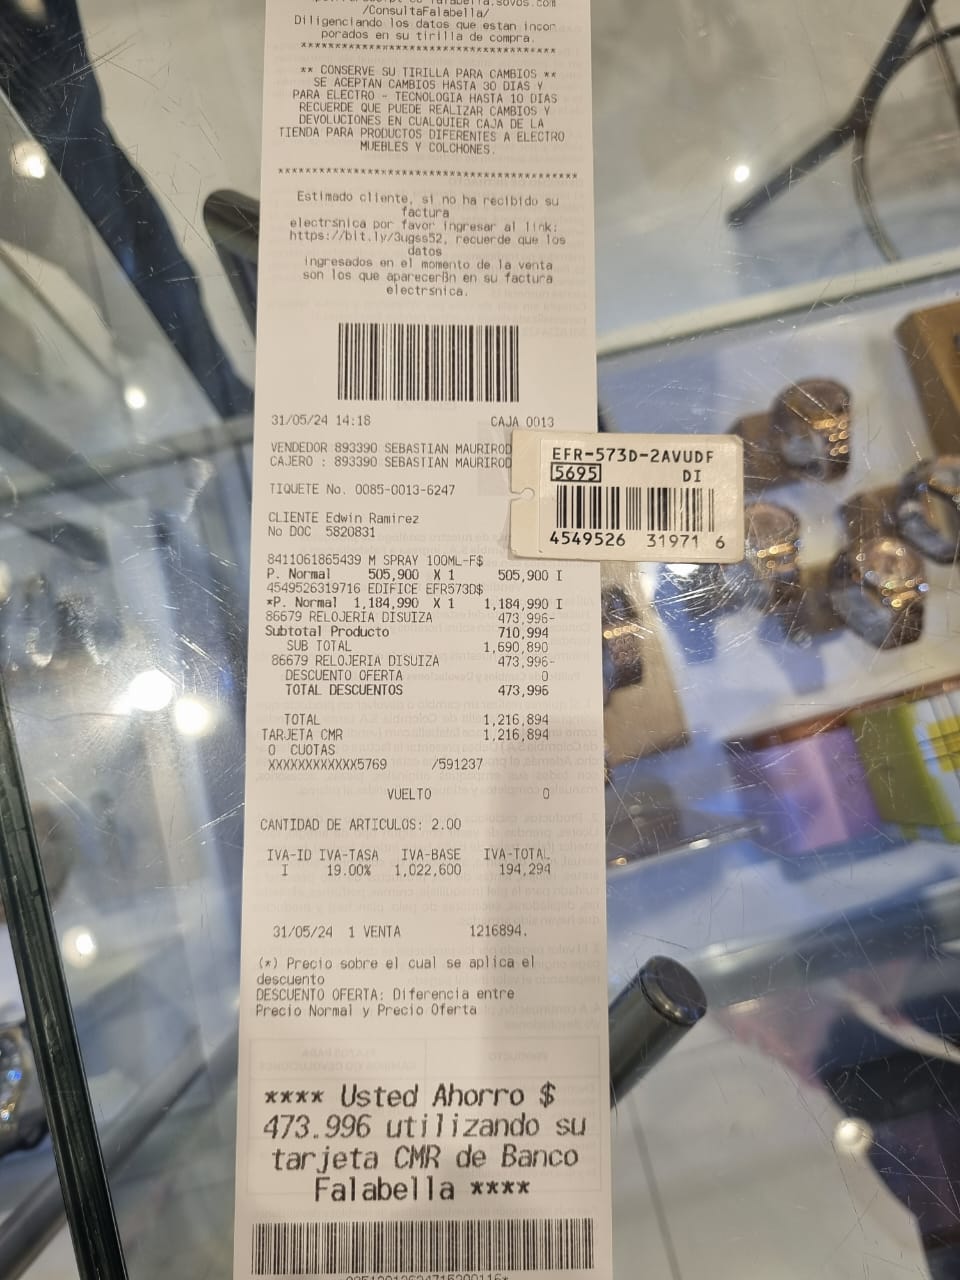 /ConsultaFalabella/
Diligenciando los datos que estan incor
porados en su tirilla de compra.
****************************************
** CONSERVE SU TIRILLA PARA CAMBIOS **
SE ACEPTAN CAMBIOS HASTA 30 DIAS Y
PARA ELECTRO - TECNOLOGIA HASTA 10 DIAS
RECUERDE QUE PUEDE REALIZAR CAMBIOS Y
DEVOLUCIONES EN CUALQUIER CAJA DE LA
TIENDA PARA PRODUCTOS DIFERENTES A ELECTRO
MUEBLES Y COLCHONES.
****************************************
Estimado cliente, si no ha recibido su
factura
electrsnica por favor ingresar al link:
https://bit.ly/3ugss52, recuerde que los
datos
ingresados en el momento de la venta
son los que aparecerßn en su factura
electrsnica.
31/05/24 14:18 CAJA 0013
VENDEDOR 893390 SEBASTIAN MAURIROD
CAJERO : 893390 SEBASTIAN MAURIROD
TIQUETE No. 0085-0013-6247
CLIENTE Edwin Ramirez
No DOC 5820831
EFR-573D-2AVUDF
5695 DI
4549526 31971 6
8411061865439 M SPRAY 100ML-F$
P. Normal 505,900 X 1 505,900 I
4549526319716 EDIFICE EFR573D$
*P. Normal 1,184,990 X 1 1,184,990 I
86679 RELOJERIA DISUIZA 473,996-
Subtotal Producto 710,994
SUB TOTAL 1,690,890
86679 RELOJERIA DISUIZA 473,996-
DESCUENTO OFERTA 0
TOTAL DESCUENTOS 473,996
TOTAL 1,216,894
TARJETA CMR 1,216,894
0 CUOTAS
XXXXXXXXXXXX5769 /591237
VUELTO 0
CANTIDAD DE ARTICULOS: 2.00
IVA-ID IVA-TASA IVA-BASE IVA-TOTAL
I 19.00% 1,022,600 194,294
31/05/24 1 VENTA 1216894.
(*) Precio sobre el cual se aplica el
descuento
DESCUENTO OFERTA: Diferencia entre
Precio Normal y Precio Oferta
**** Usted Ahorro $
473.996 utilizando su
tarjeta CMR de Banco
Falabella ****